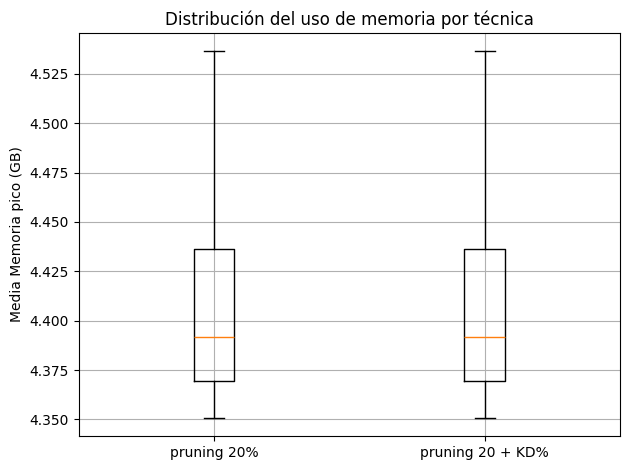 Distribución del uso de memoria por técnica
Media Memoria pico (GB)
4.525
4.500
4.475
4.450
4.425
4.400
4.375
4.350
pruning 20%
pruning 20 + KD%